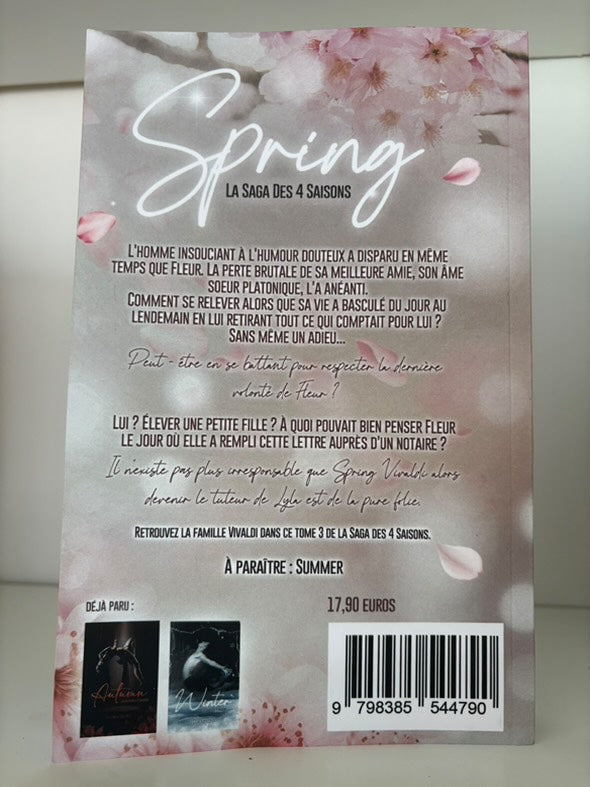 Spring
La Saga Des 4 Saisons
L'homme insouciant à l'humour douteux a disparu en même
temps que Fleur. La perte brutale de sa meilleure amie, son âme
soeur platonique, l'a anéanti.
Comment se relever alors que sa vie a basculé du jour au
lendemain en lui retirant tout ce qui comptait pour lui ?
Sans même un adieu...
Peut - être en se battant pour respecter la dernière
volonté de Fleur ?
Lui ? Élever une petite fille ? À quoi pouvait bien penser Fleur
le jour où elle a rempli cette lettre auprès d'un notaire ?
Il n'existe pas plus irresponsable que Spring Vivaldi alors
devenir le tuteur de Lyla est de la pure folie.
Retrouvez la famille Vivaldi dans ce tome 3 de la Saga des 4 Saisons.
À paraître : Summer
Déjà paru :
17,90 euros
Autumn
Winter
9 798385 544790